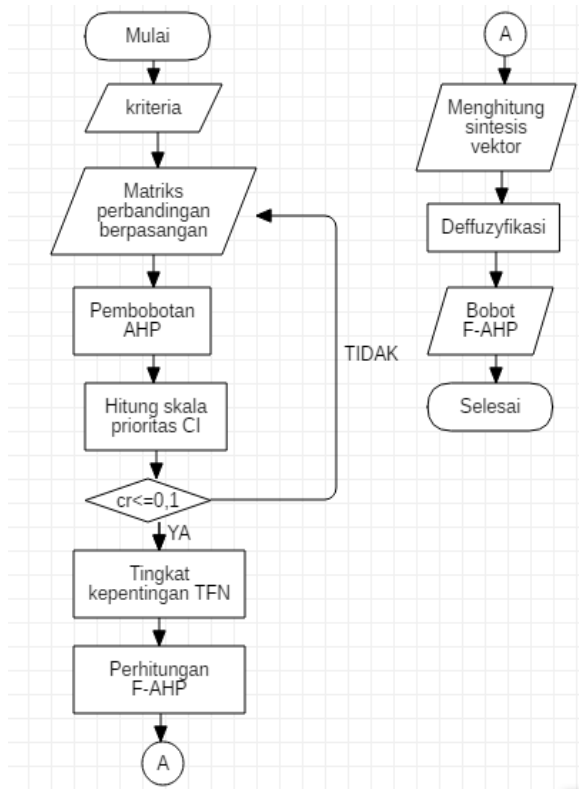 Mulai
kriteria
Matriks
perbandingan
berpasangan
Pembobotan
AHP
Hitung skala
prioritas CI
cr<=0,1
TIDAK
YA
Tingkat
kepentingan TFN
Perhitungan
F-AHP
A
A
Menghitung
sintesis
vektor
Deffuzyfikasi
Bobot
F-AHP
Selesai